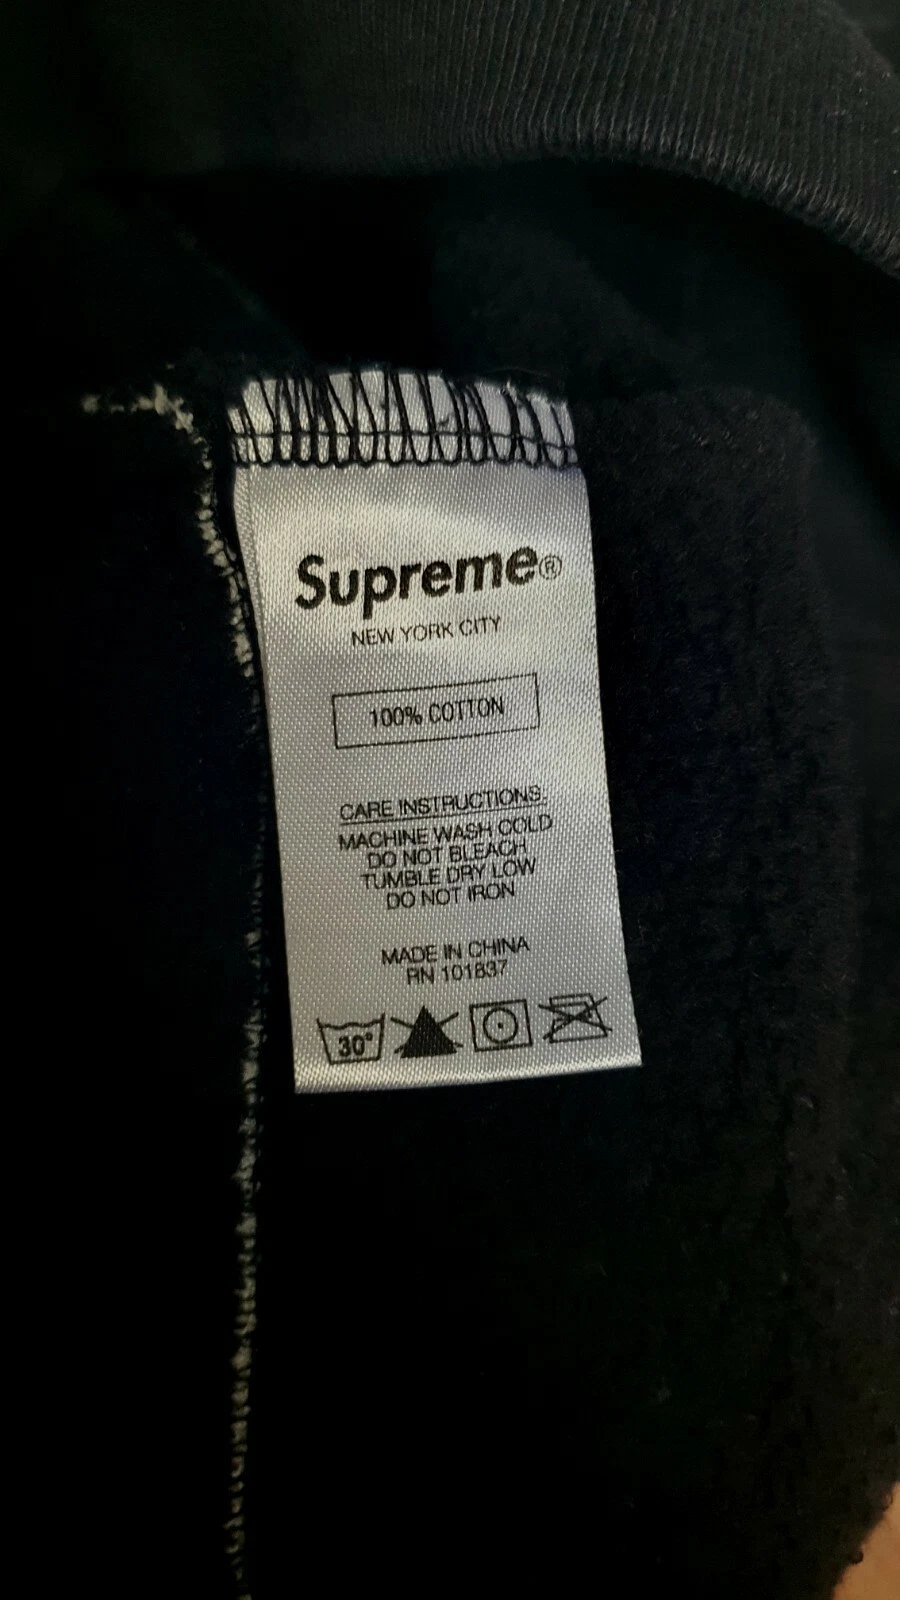 Supreme®
NEW YORK CITY
100% COTTON
CARE INSTRUCTIONS:
MACHINE WASH COLD
DO NOT BLEACH
TUMBLE DRY LOW
DO NOT IRON
MADE IN CHINA
RN 101837
30°